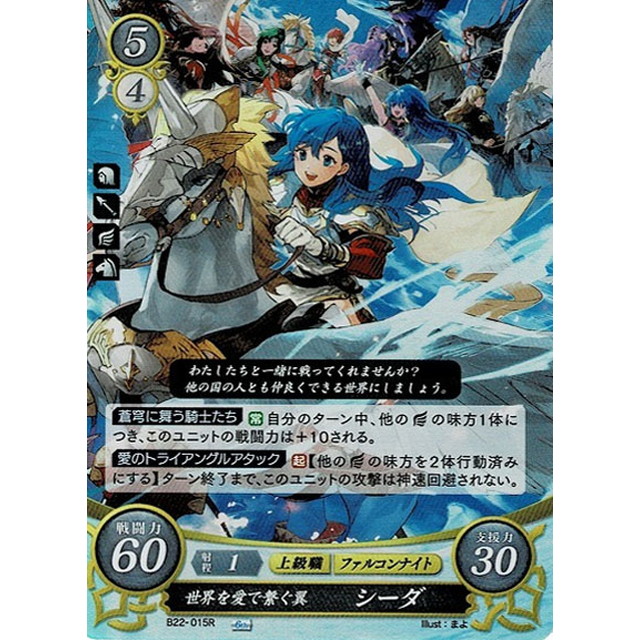 5
4
わたしたちと一緒に戦ってくれませんか?
他の国の人とも仲良くできる世界にしましょう。
蒼穹に舞う騎士たち 常 自分のターン中、他の の味方1体に
つき、このユニットの戦闘力は+10される。
愛のトライアングルアタック 起【他の の味方を2体行動済み
にする】ターン終了まで、このユニットの攻撃は神速回避されない。
戦闘力
60
射程 1
上級職
ファルコンナイト
支援力
30
世界を愛で繋ぐ翼 シーダ
B22-015R
Illust:まよ